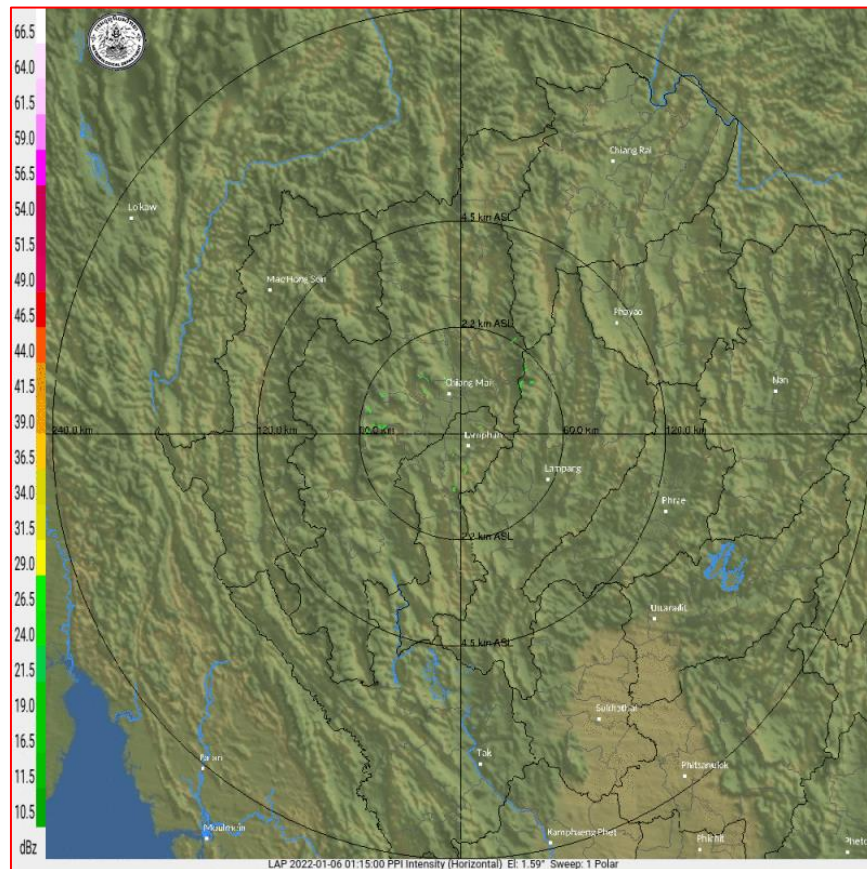 66.5
64.0
61.5
59.0
56.5
54.0
51.5
49.0
46.5
44.0
41.5
39.0
36.5
34.0
31.5
29.0
26.5
24.0
21.5
19.0
16.5
11.5
10.5
dBz
Chiang Rai
Loikaw
4.5 km ASL
Mae Hong Son
Phayao
2.2 km ASL
Chiang Mai
Nan
240.0 km
120.0 km
60.0 km
60.0 km
120.0 km
Lamphun
Lampang
Phrae
2.2 km ASL
Uttaradit
4.5 km ASL
Sukhothai
Tak
Pa'an
Phitsanulok
Moulmein
Kamphaeng Phet
Phichit
LAP 2022-01-06 01:15:00 PPI Intensity (Horizontal) El: 1.59° Sweep: 1 Polar